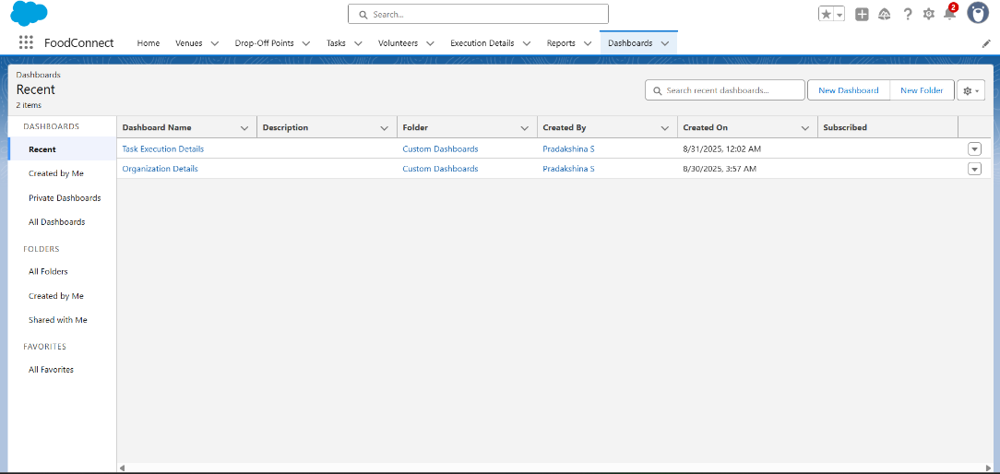 Search...
2
FoodConnect Home Venues Drop-Off Points Tasks Volunteers Execution Details Reports Dashboards
Dashboards
Recent
2 items
Search recent dashboards...
New Dashboard
New Folder
DASHBOARDS
Recent
Created by Me
Private Dashboards
All Dashboards
FOLDERS
All Folders
Created by Me
Shared with Me
FAVORITES
All Favorites
Dashboard Name Description Folder Created By Created On Subscribed
Task Execution Details Custom Dashboards Pradakshina S 8/31/2025, 12:02 AM
Organization Details Custom Dashboards Pradakshina S 8/30/2025, 3:57 AM